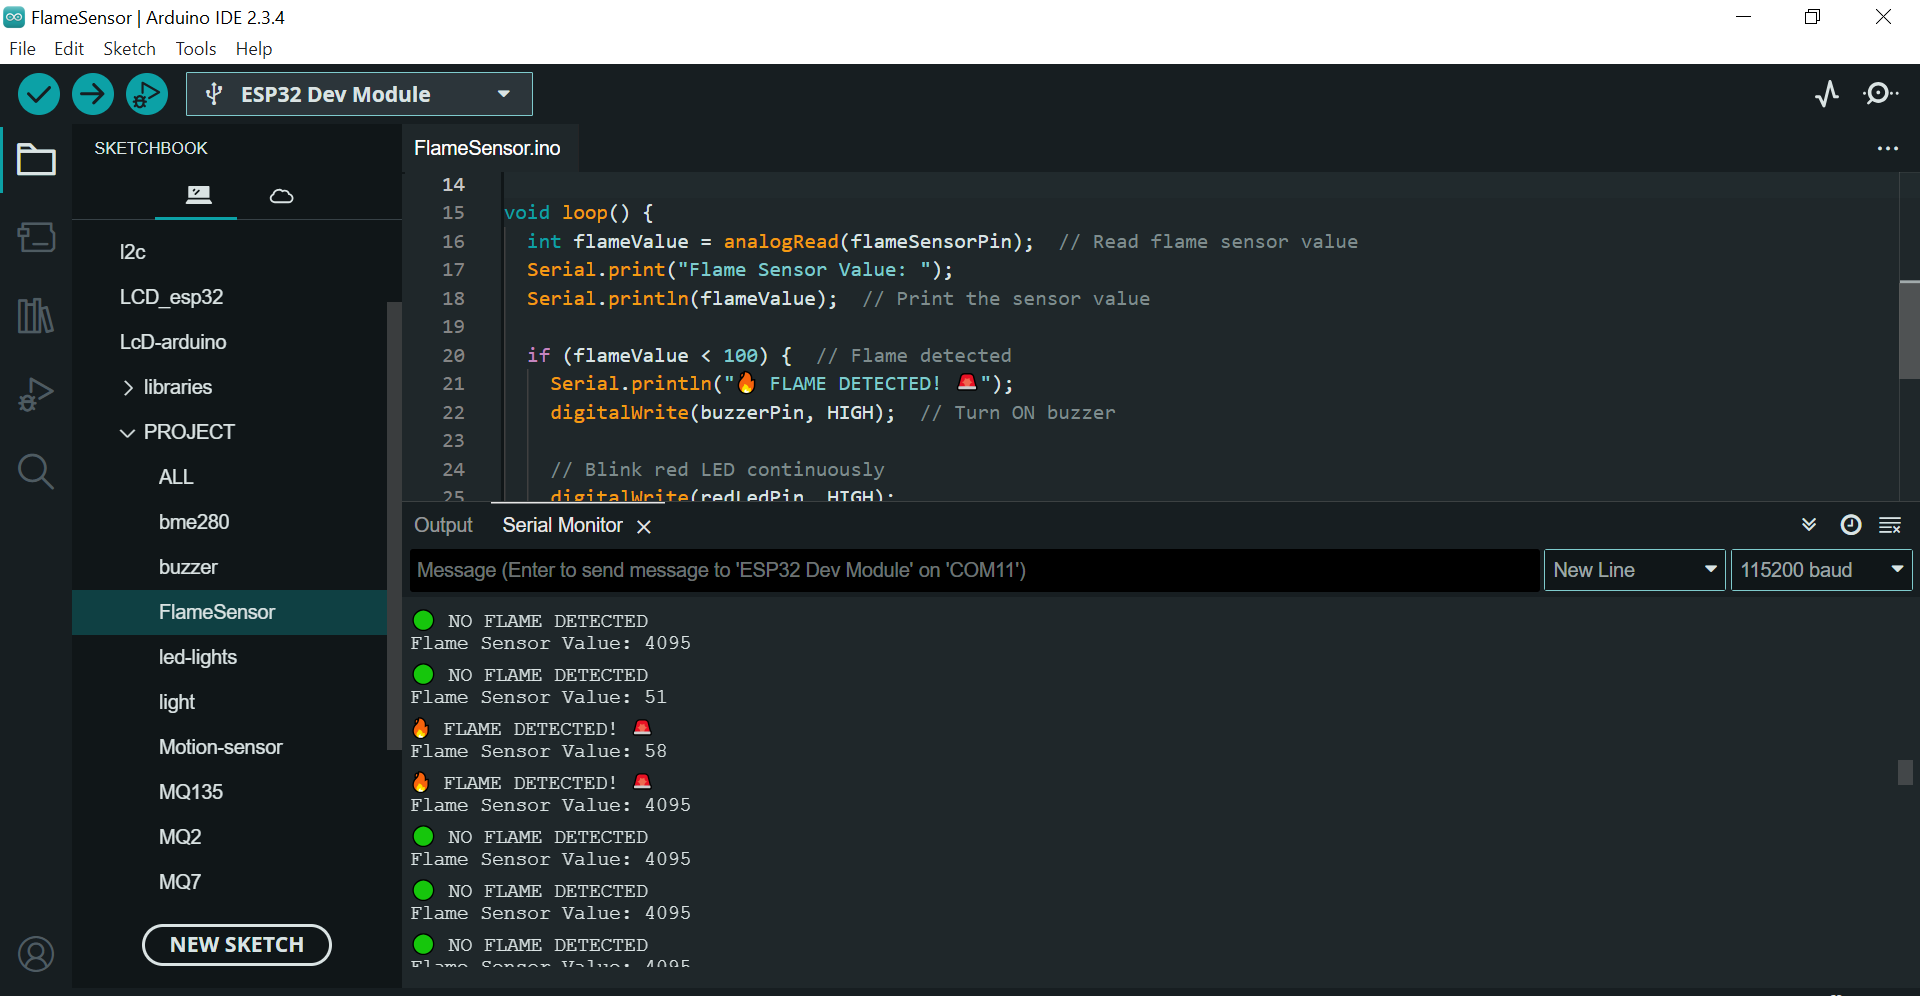 FlameSensor | Arduino IDE 2.3.4
File Edit Sketch Tools Help
ESP32 Dev Module
SKETCHBOOK
I2c
LCD_esp32
LcD-arduino
libraries
PROJECT
ALL
bme280
buzzer
FlameSensor
led-lights
light
Motion-sensor
MQ135
MQ2
MQ7
NEW SKETCH
FlameSensor.ino
14
15 void loop() {
16 int flameValue = analogRead(flameSensorPin); // Read flame sensor value
17 Serial.print("Flame Sensor Value: ");
18 Serial.println(flameValue); // Print the sensor value
19
20 if (flameValue < 100) { // Flame detected
21 Serial.println("🔥 FLAME DETECTED! 🚨");
22 digitalWrite(buzzerPin, HIGH); // Turn ON buzzer
23
24 // Blink red LED continuously
25 digitalWrite(redLedPin, HIGH);
Output Serial Monitor
Message (Enter to send message to 'ESP32 Dev Module' on 'COM11')
New Line
115200 baud
🟢 NO FLAME DETECTED
Flame Sensor Value: 4095
🟢 NO FLAME DETECTED
Flame Sensor Value: 51
🔥 FLAME DETECTED! 🚨
Flame Sensor Value: 58
🔥 FLAME DETECTED! 🚨
Flame Sensor Value: 4095
🟢 NO FLAME DETECTED
Flame Sensor Value: 4095
🟢 NO FLAME DETECTED
Flame Sensor Value: 4095
🟢 NO FLAME DETECTED
Flame Sensor Value: 4095